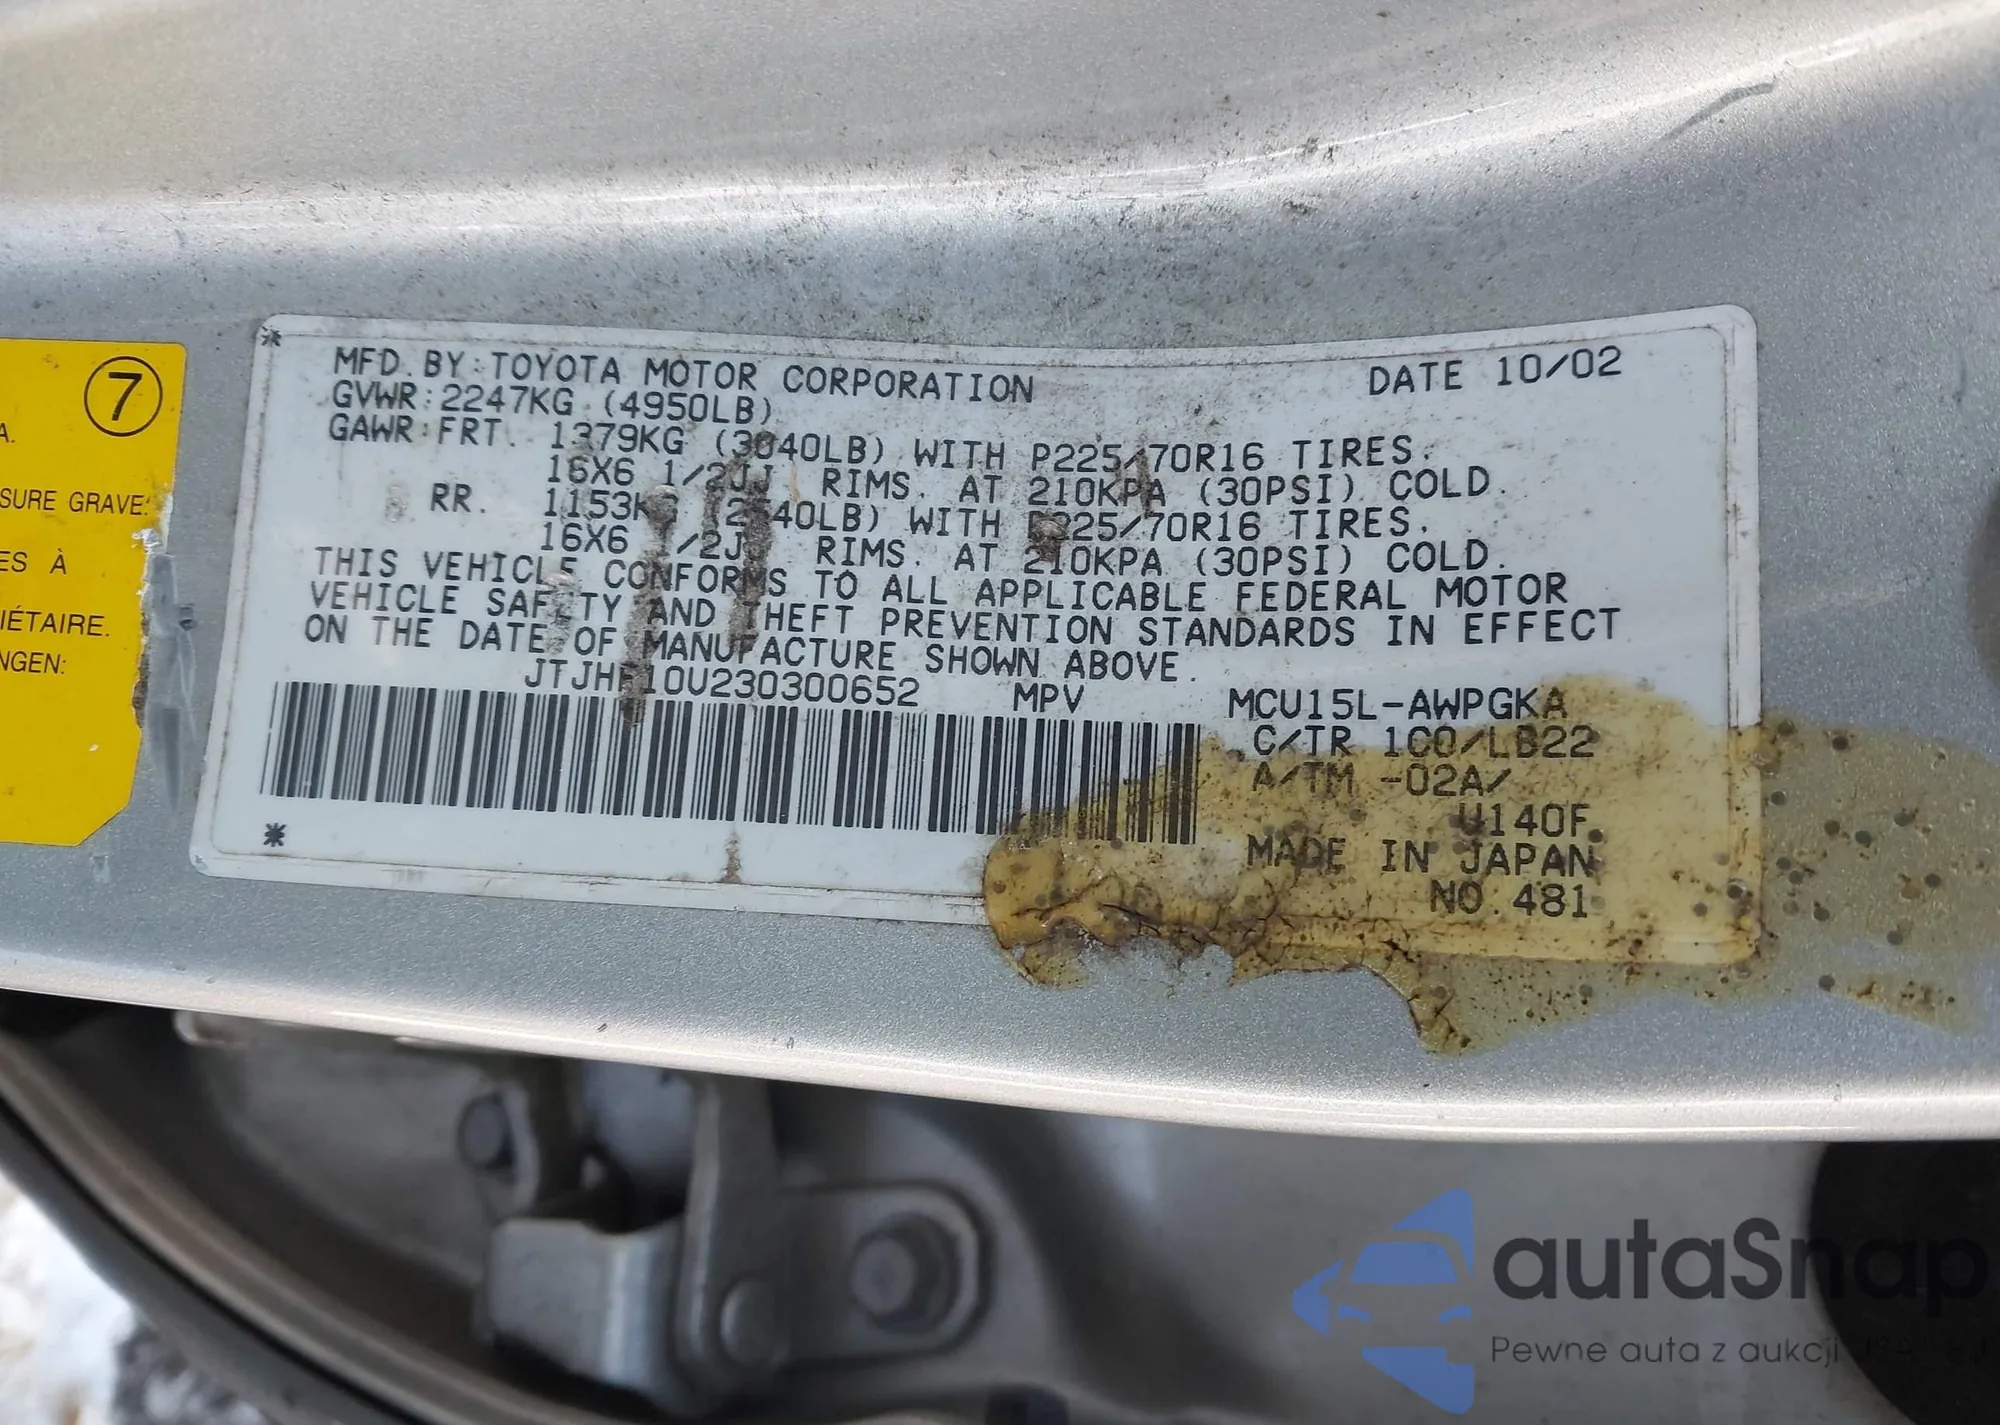 7
A.
SURE GRAVE:
ES À
IÉTAIRE.
NGEN:
MFD. BY: TOYOTA MOTOR CORPORATION DATE 10/02
GVWR: 2247KG (4950LB)
GAWR: FRT. 1379KG (3040LB) WITH P225/70R16 TIRES.
16X6 1/2JJ RIMS. AT 210KPA (30PSI) COLD.
RR. 1153KG (2540LB) WITH P225/70R16 TIRES.
16X6 1/2JJ RIMS. AT 210KPA (30PSI) COLD.
THIS VEHICLE CONFORMS TO ALL APPLICABLE FEDERAL MOTOR
VEHICLE SAFETY AND THEFT PREVENTION STANDARDS IN EFFECT
ON THE DATE OF MANUFACTURE SHOWN ABOVE.
JTJHF10U230300652 MPV MCU15L-AWPGKA
C/TR 1C0/LB22
A/TM -02A/
U140F
MADE IN JAPAN
NO.481
autaSnap
Pewne auta z aukcji